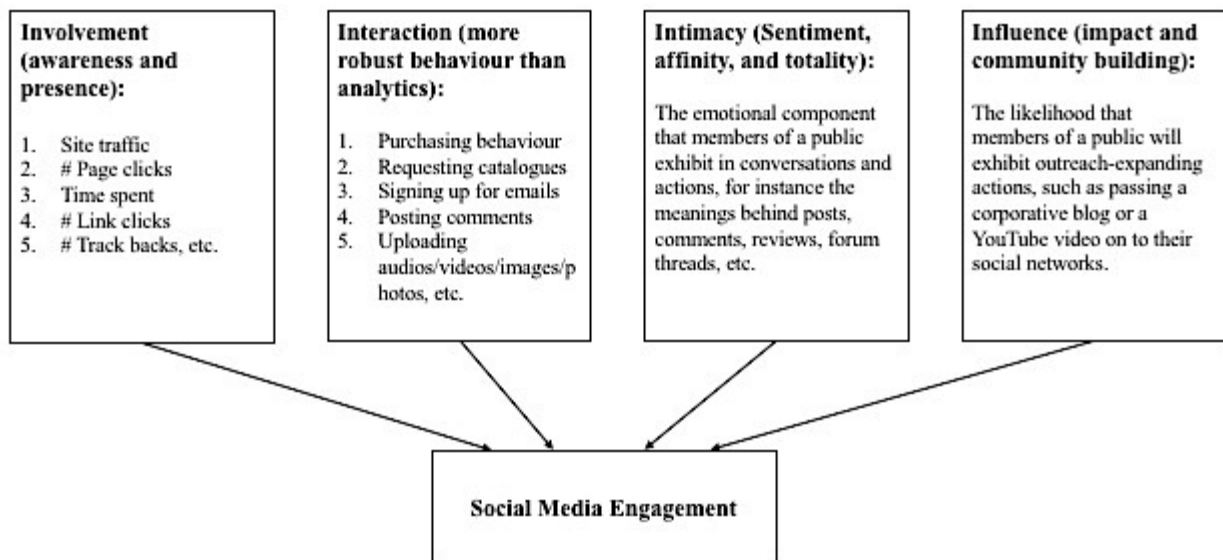 Involvement
(awareness and
presence):
1. Site traffic
2. # Page clicks
3. Time spent
4. # Link clicks
5. # Track backs, etc.
Interaction (more
robust behaviour than
analytics):
1. Purchasing behaviour
2. Requesting catalogues
3. Signing up for emails
4. Posting comments
5. Uploading
audios/videos/images/p
hotos, etc.
Intimacy (Sentiment,
affinity, and totality):
The emotional component
that members of a public
exhibit in conversations and
actions, for instance the
meanings behind posts,
comments, reviews, forum
threads, etc.
Influence (impact and
community building):
The likelihood that
members of a public will
exhibit outreach-expanding
actions, such as passing a
corporative blog or a
YouTube video on to their
social networks.
Social Media Engagement